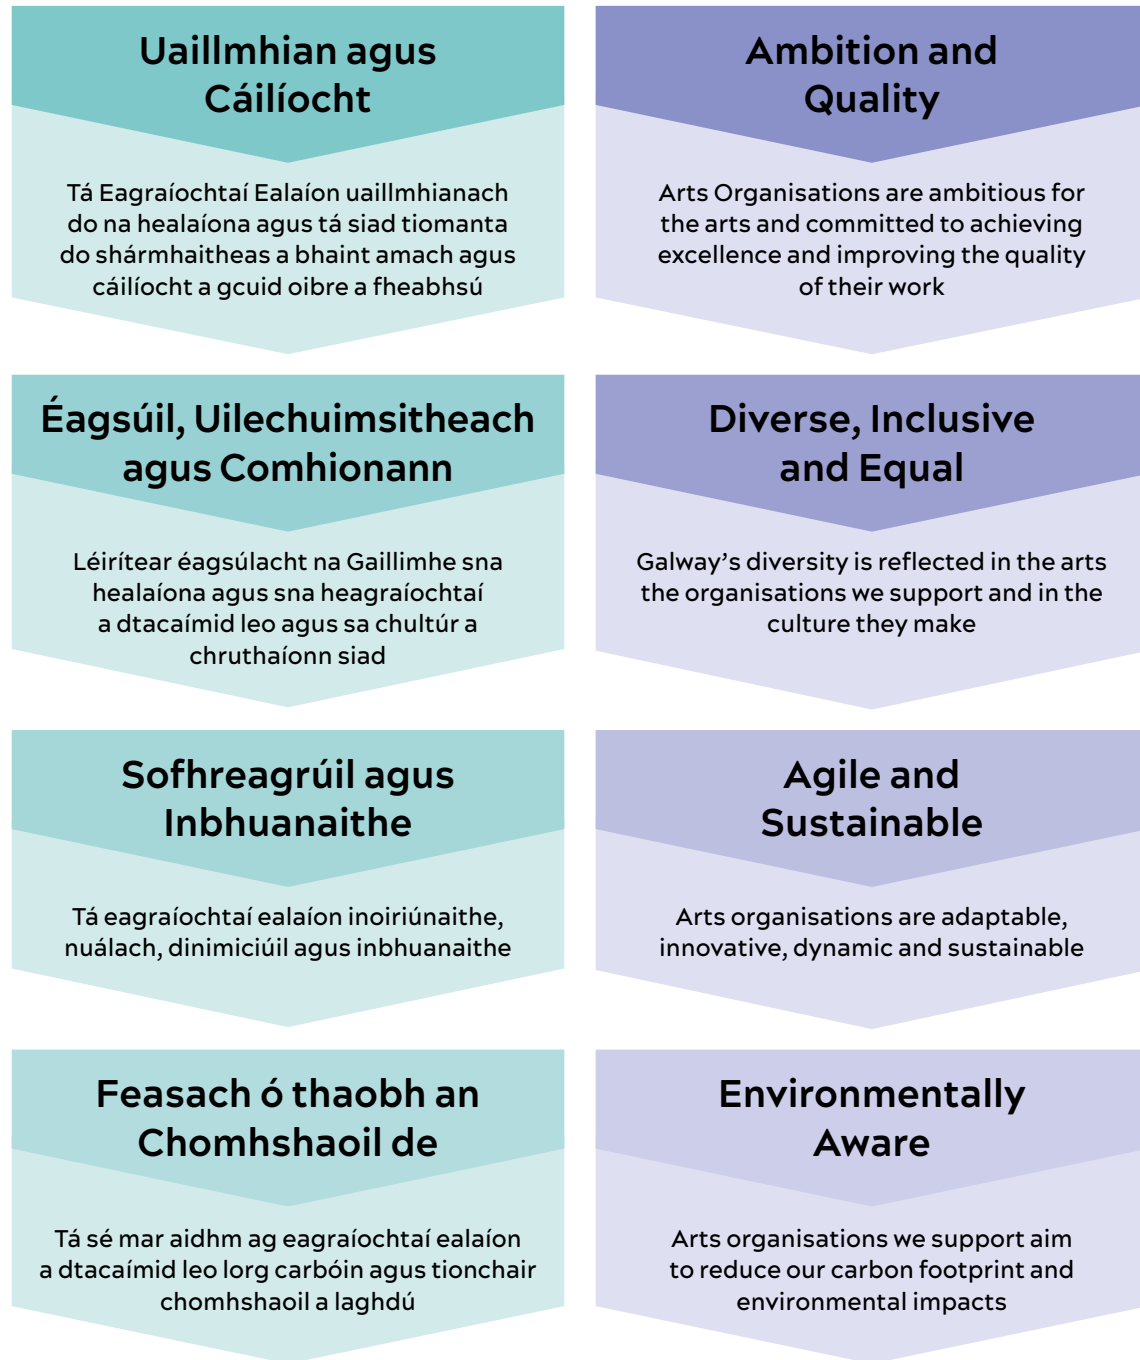 Uaillmhian agus
Cáilíocht
Tá Eagraíochtaí Ealaíon uaillmhianach
do na healaíona agus tá siad tiomanta
do shármhaitheas a bhaint amach agus
cáilíocht a gcuid oibre a fheabhsú
Ambition and
Quality
Arts Organisations are ambitious for
the arts and committed to achieving
excellence and improving the quality
of their work
Éagsúil, Uilechuimsitheach
agus Comhionann
Léirítear éagsúlacht na Gaillimhe sna
healaíona agus sna heagraíochtaí
a dtacaímid leo agus sa chultúr a
chruthaíonn siad
Diverse, Inclusive
and Equal
Galway's diversity is reflected in the arts
the organisations we support and in the
culture they make
Sofhreagrúil agus
Inbhuanaithe
Tá eagraíochtaí ealaíon inoiriúnaithe,
nuálach, dinimiciúil agus inbhuanaithe
Agile and
Sustainable
Arts organisations are adaptable,
innovative, dynamic and sustainable
Feasach ó thaobh an
Chomhshaoil de
Tá sé mar aidhm ag eagraíochtaí ealaíon
a dtacaímid leo lorg carbóin agus tionchair
chomhshaoil a laghdú
Environmentally
Aware
Arts organisations we support aim
to reduce our carbon footprint and
environmental impacts